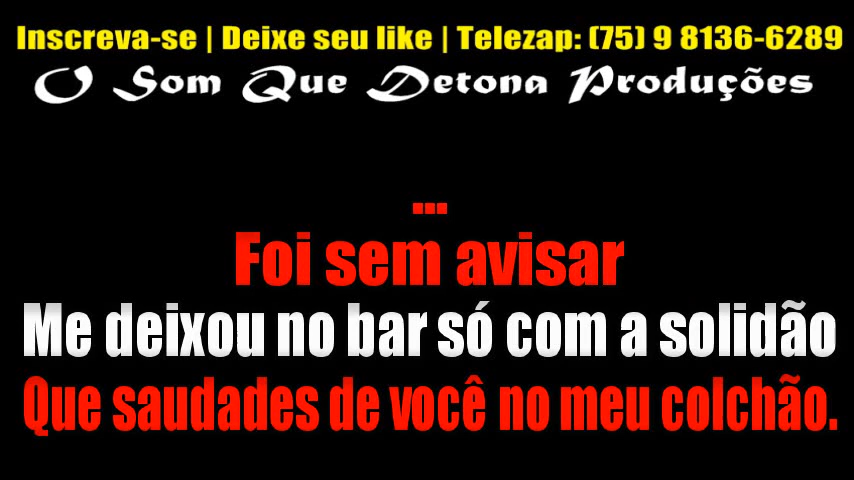 Inscreva-se | Deixe seu like | Telezap: (75) 9 8136-6289
O Som Que Detona Produções
...
Foi sem avisar
Me deixou no bar só com a solidão
Que saudades de você no meu colchão.